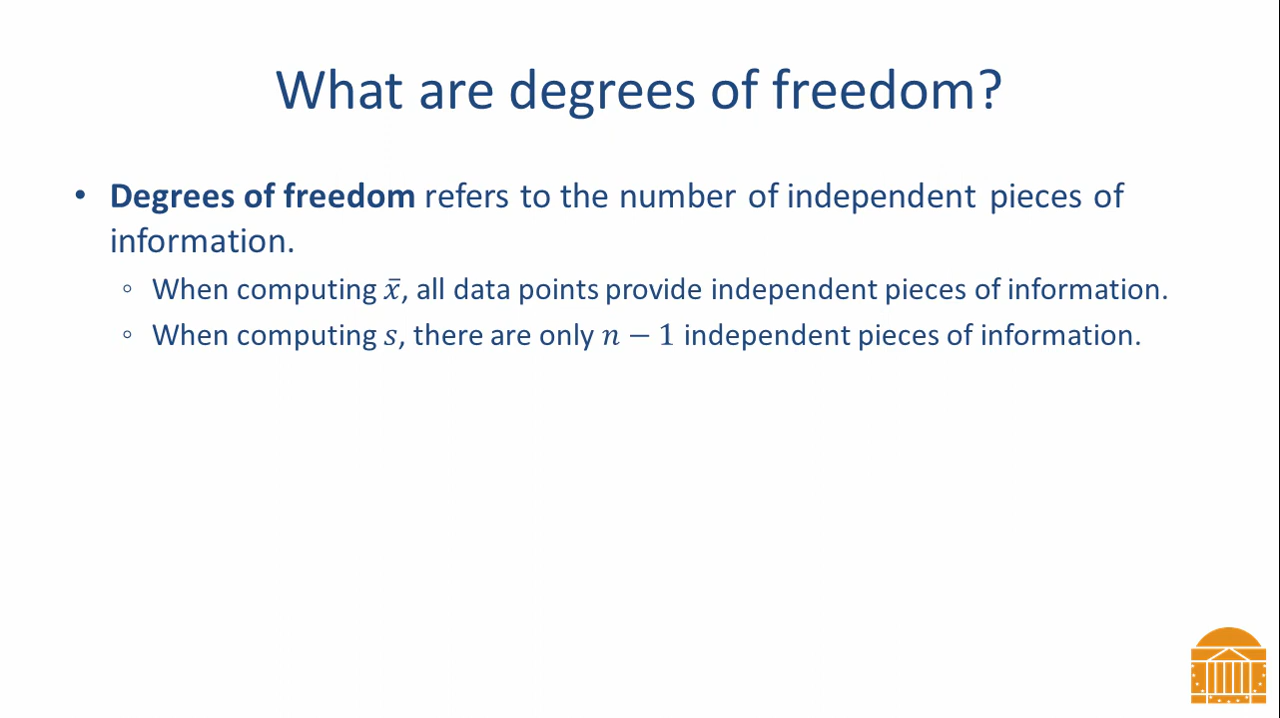 What are degrees of freedom?
• Degrees of freedom refers to the number of independent pieces of
information.
◦ When computing x̄, all data points provide independent pieces of information.
◦ When computing s, there are only n − 1 independent pieces of information.